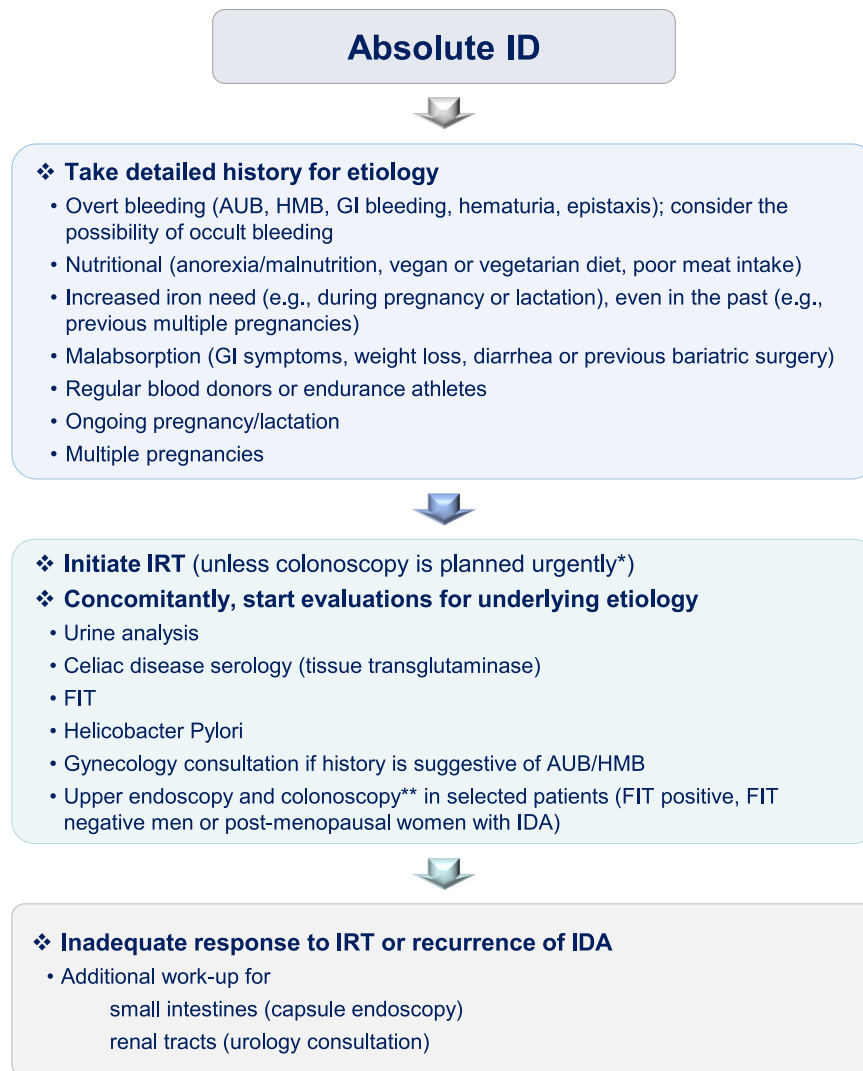 Absolute ID
❖ Take detailed history for etiology
• Overt bleeding (AUB, HMB, GI bleeding, hematuria, epistaxis); consider the
possibility of occult bleeding
• Nutritional (anorexia/malnutrition, vegan or vegetarian diet, poor meat intake)
• Increased iron need (e.g., during pregnancy or lactation), even in the past (e.g.,
previous multiple pregnancies)
• Malabsorption (GI symptoms, weight loss, diarrhea or previous bariatric surgery)
• Regular blood donors or endurance athletes
• Ongoing pregnancy/lactation
• Multiple pregnancies
❖ Initiate IRT (unless colonoscopy is planned urgently*)
❖ Concomitantly, start evaluations for underlying etiology
• Urine analysis
• Celiac disease serology (tissue transglutaminase)
• FIT
• Helicobacter Pylori
• Gynecology consultation if history is suggestive of AUB/HMB
• Upper endoscopy and colonoscopy** in selected patients (FIT positive, FIT
negative men or post-menopausal women with IDA)
❖ Inadequate response to IRT or recurrence of IDA
• Additional work-up for
small intestines (capsule endoscopy)
renal tracts (urology consultation)